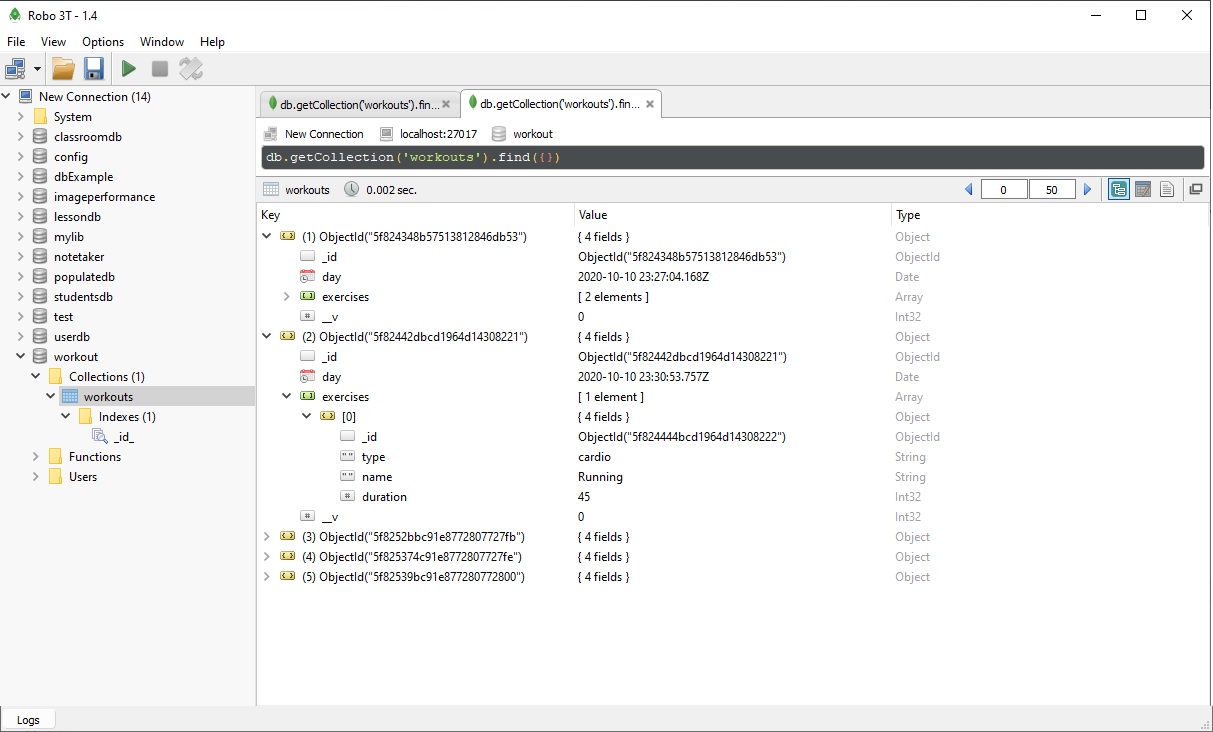 Robo 3T - 1.4
File View Options Window Help
New Connection (14)
System
classroomdb
config
dbExample
imageperformance
lessondb
mylib
notetaker
populatedb
studentsdb
test
userdb
workout
Collections (1)
workouts
Indexes (1)
_id_
Functions
Users
db.getCollection('workouts').fin... db.getCollection('workouts').fin...
New Connection localhost:27017 workout
db.getCollection('workouts').find({})
workouts 0.002 sec. 0 50
Key Value Type
(1) ObjectId("5f824348b57513812846db53") { 4 fields } Object
_id ObjectId("5f824348b57513812846db53") ObjectId
day 2020-10-10 23:27:04.168Z Date
exercises [ 2 elements ] Array
__v 0 Int32
(2) ObjectId("5f82442dbcd1964d14308221") { 4 fields } Object
_id ObjectId("5f82442dbcd1964d14308221") ObjectId
day 2020-10-10 23:30:53.757Z Date
exercises [ 1 element ] Array
[0] { 4 fields } Object
_id ObjectId("5f824444bcd1964d14308222") ObjectId
type cardio String
name Running String
duration 45 Int32
__v 0 Int32
(3) ObjectId("5f8252bbc91e8772807727fb") { 4 fields } Object
(4) ObjectId("5f825374c91e8772807727fe") { 4 fields } Object
(5) ObjectId("5f82539bc91e877280772800") { 4 fields } Object
Logs